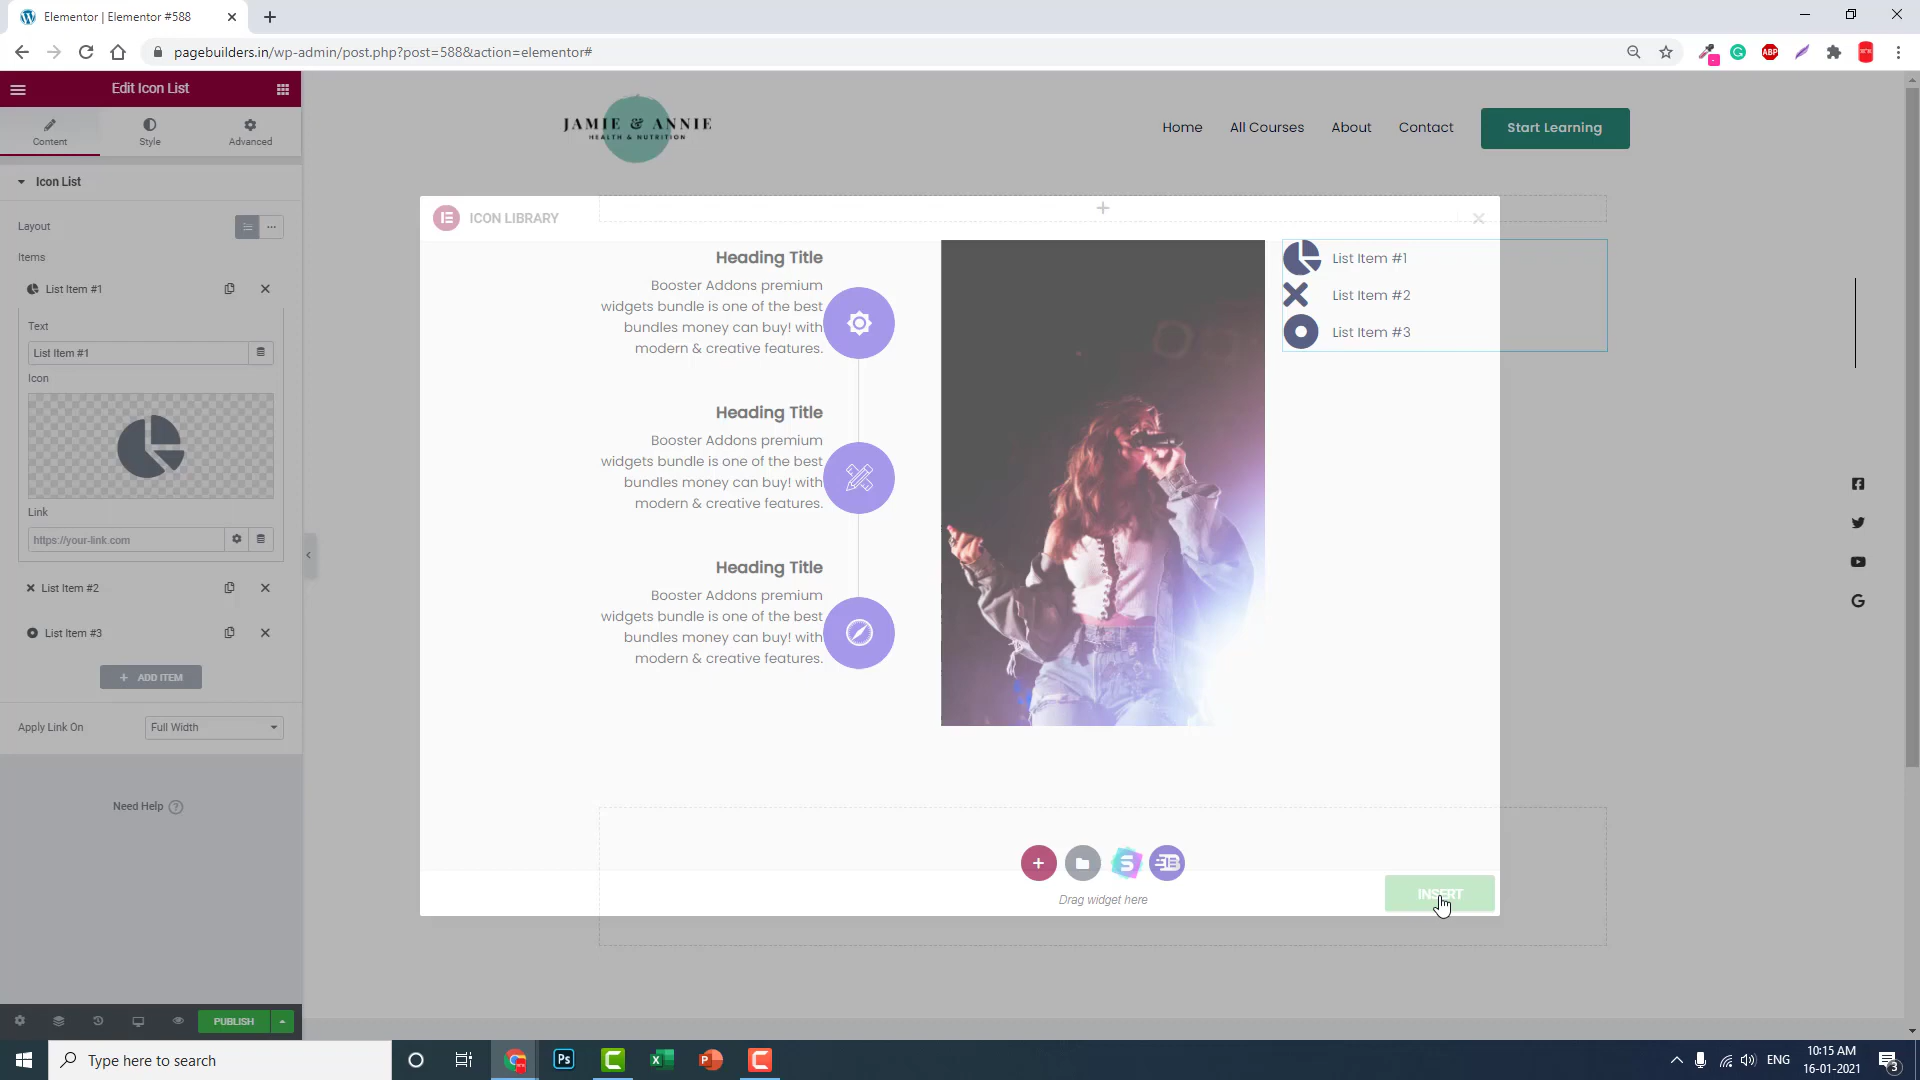 Elementor | Elementor #588
pagebuilders.in/wp-admin/post.php?post=588&action=elementor#
ABP
Edit Icon List
Content
Style
Advanced
Icon List
Layout
Items
List Item #1
Text
List Item #1
Icon
Link
https://your-link.com
List Item #2
List Item #3
ADD ITEM
Apply Link On
Full Width
Need Help
PUBLISH
JAMIE & ANNIE
HEALTH & NUTRITION
Home
All Courses
About
Contact
Start Learning
ICON LIBRARY
Heading Title
Booster Addons premium
widgets bundle is one of the best
bundles money can buy! with
modern & creative features.
Heading Title
Booster Addons premium
widgets bundle is one of the best
bundles money can buy! with
modern & creative features.
Heading Title
Booster Addons premium
widgets bundle is one of the best
bundles money can buy! with
modern & creative features.
List Item #1
List Item #2
List Item #3
Drag widget here
INSERT
Type here to search
Ps
ENG
10:15 AM
16-01-2021
3